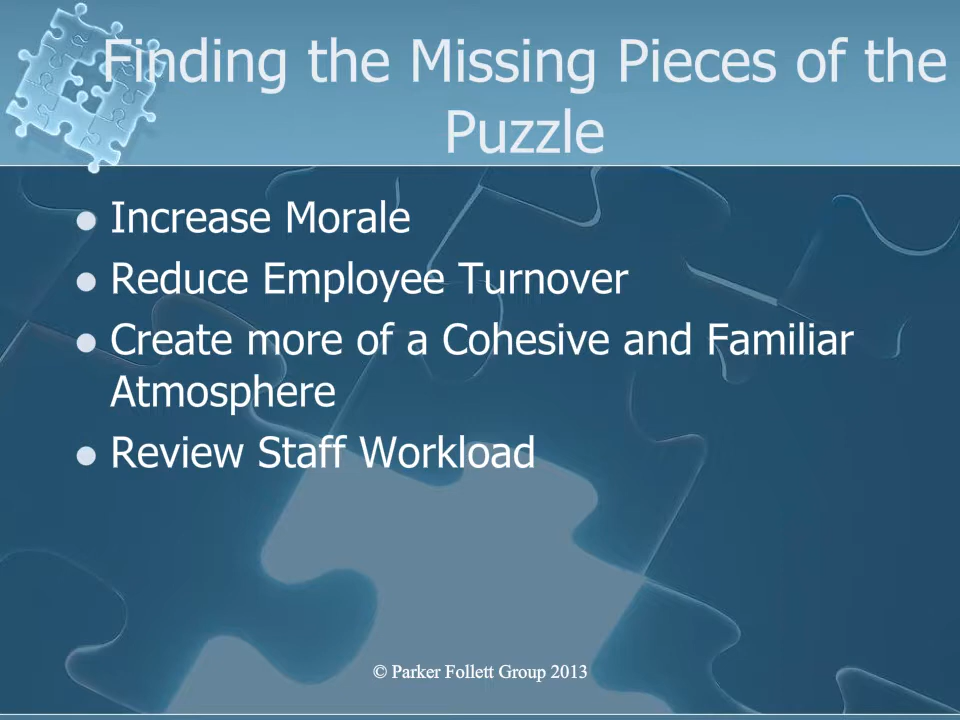 Finding the Missing Pieces of the
Puzzle
Increase Morale
Reduce Employee Turnover
Create more of a Cohesive and Familiar
Atmosphere
Review Staff Workload
© Parker Follett Group 2013